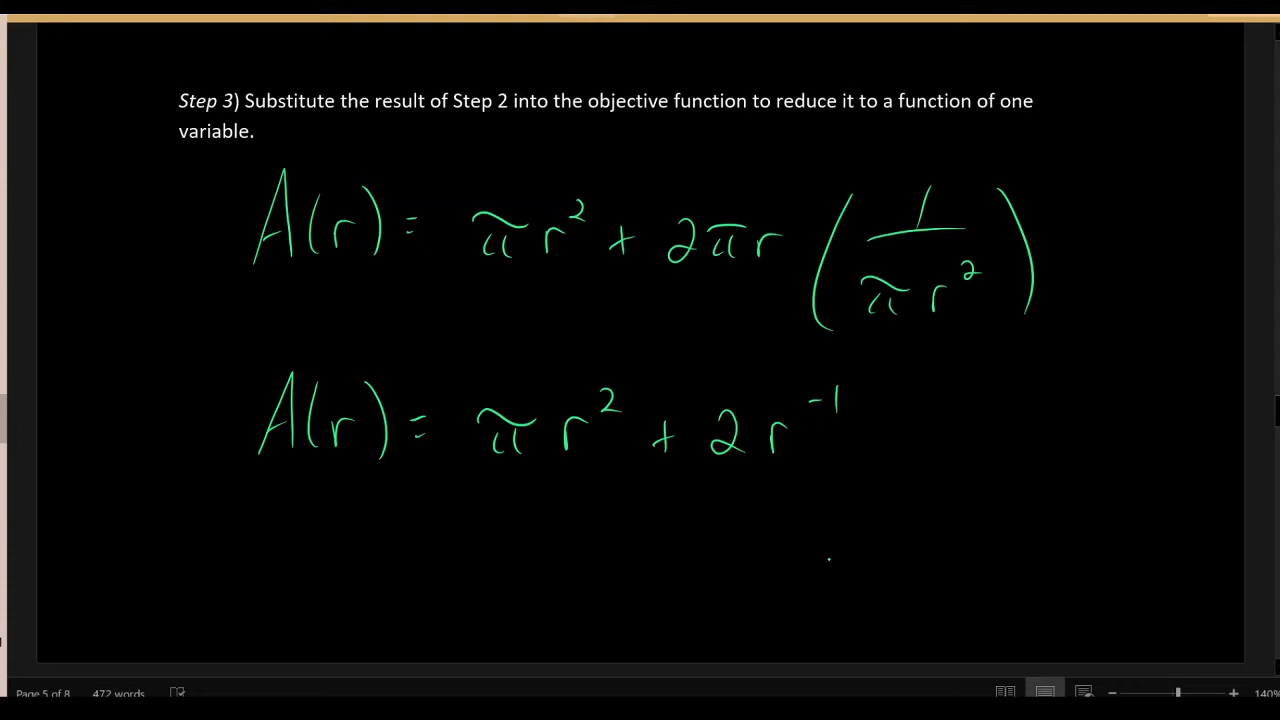 Step 3) Substitute the result of Step 2 into the objective function to reduce it to a function of one
variable.
A(r) = πr² + 2πr (1/πr²)
A(r) = πr² + 2r⁻¹
Page 5 of 8 472 words 140%